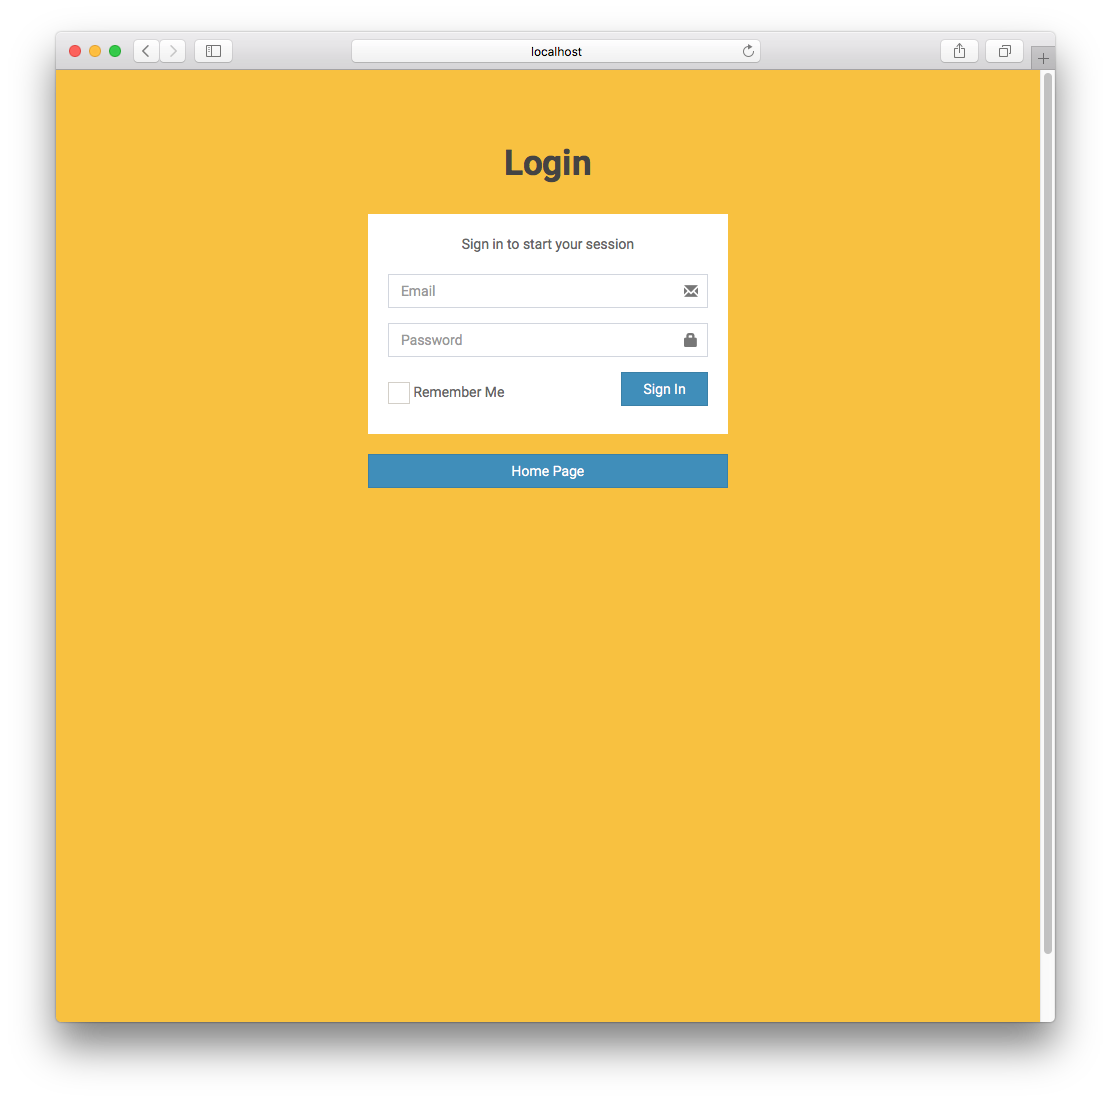 localhost
Login
Sign in to start your session
Email
Password
Remember Me
Sign In
Home Page